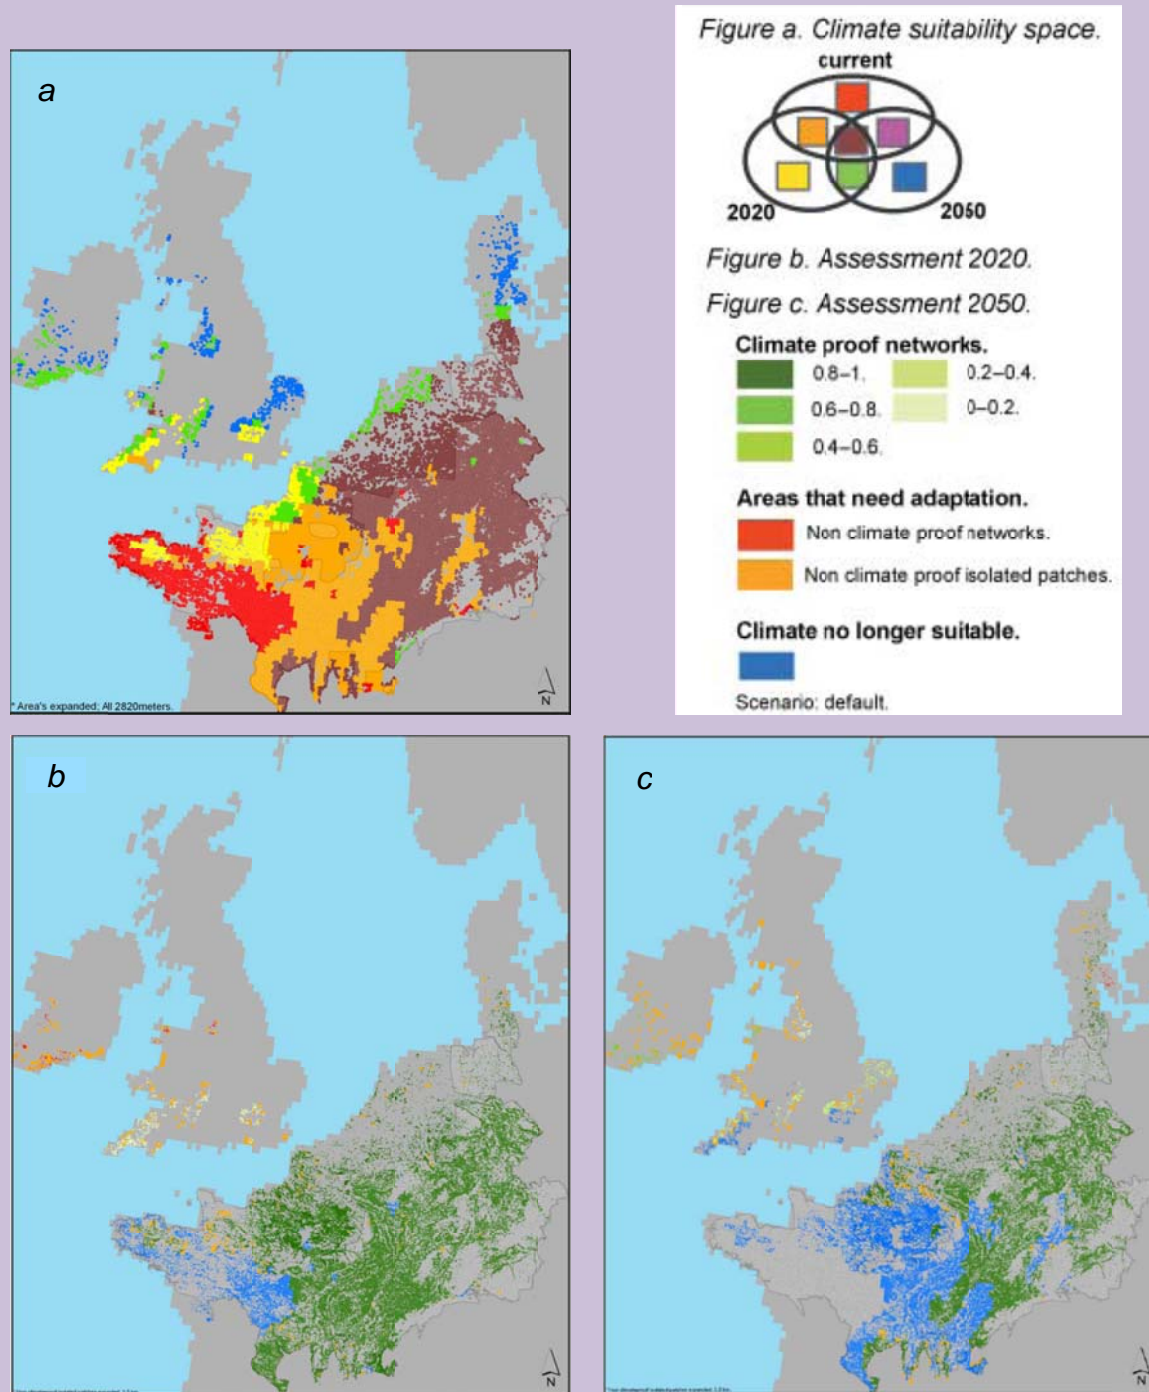 a
* Area's expanded; All 2820meters.
N
Figure a. Climate suitability space.
current
2020
2050
Figure b. Assessment 2020.
Figure c. Assessment 2050.
Climate proof networks.
0.8–1.
0.2–0.4.
0.6–0.8.
0–0.2.
0.4–0.6.
Areas that need adaptation.
Non climate proof networks.
Non climate proof isolated patches.
Climate no longer suitable.
Scenario: default.
b
N
c
N